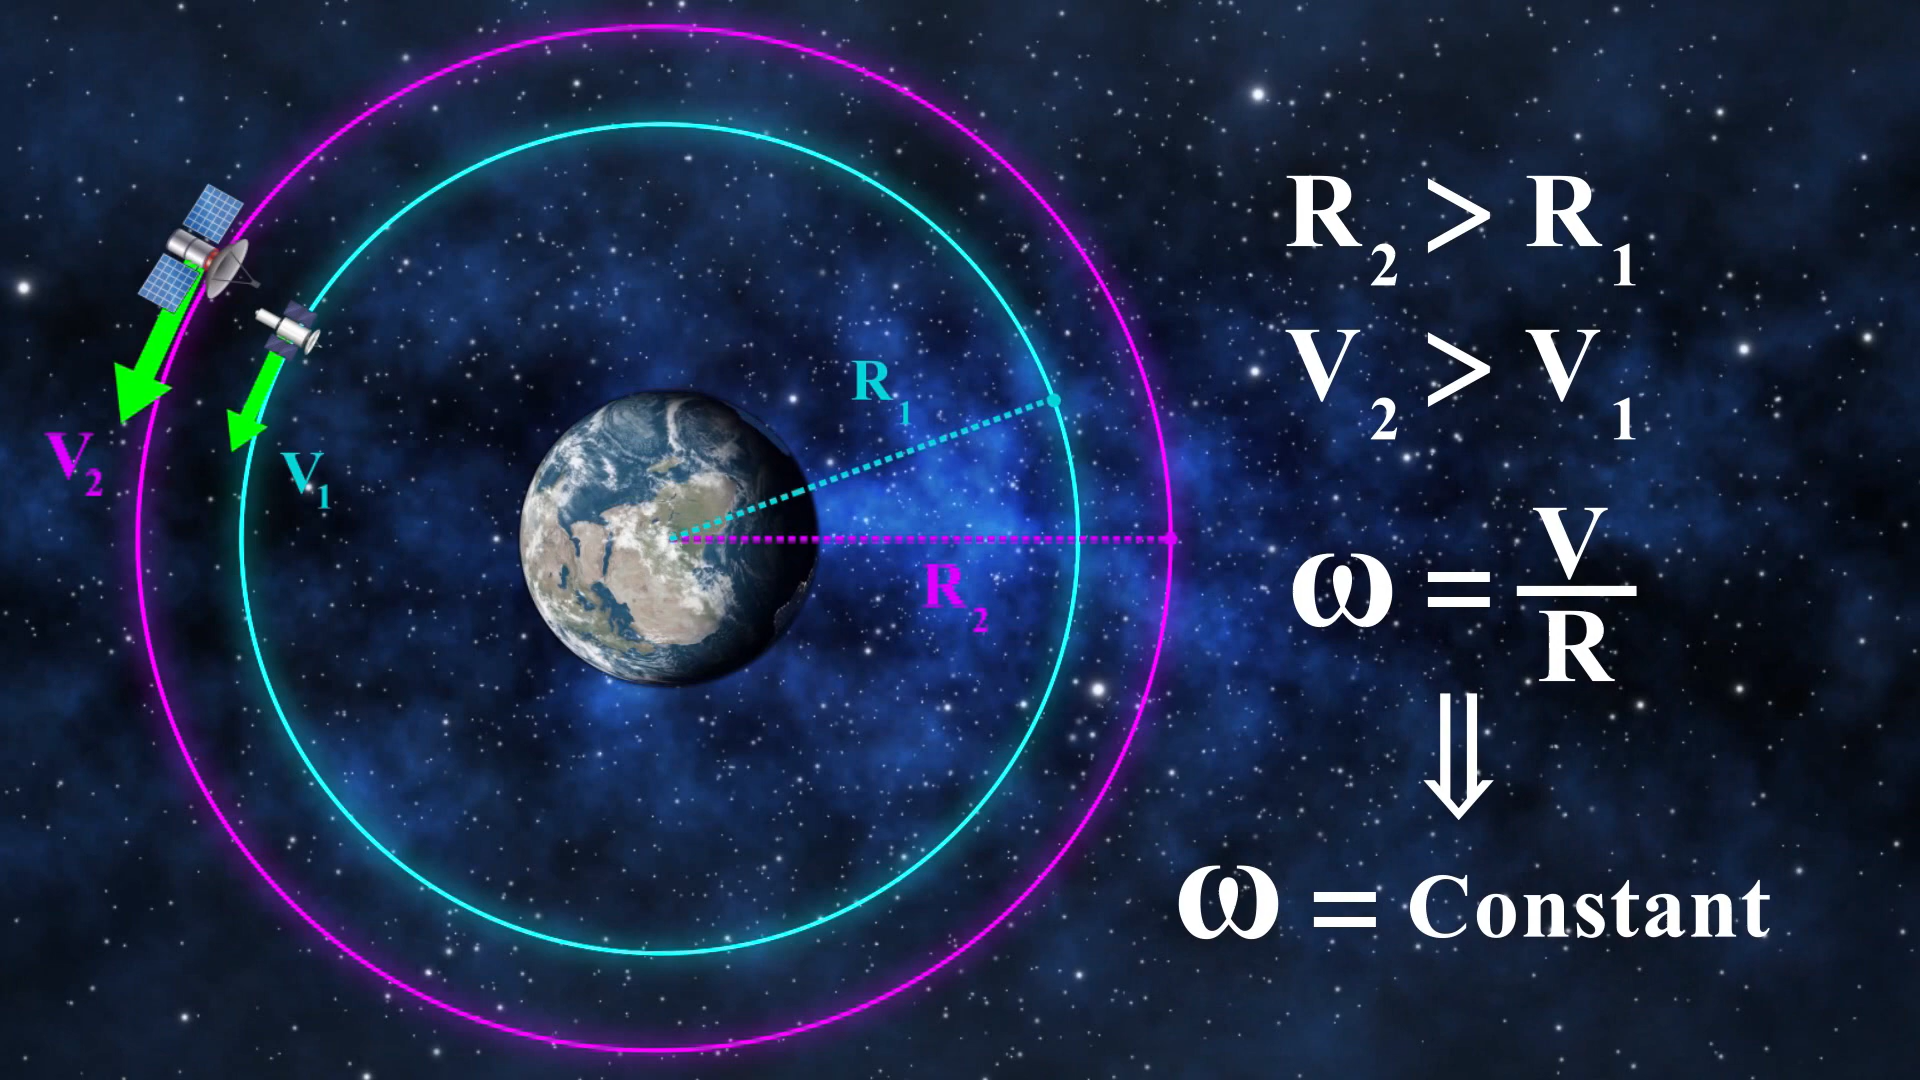 R₂ > R₁
V₂ > V₁
ω = V/R
⇓
ω = Constant
R₁
R₂
V₂
V₁